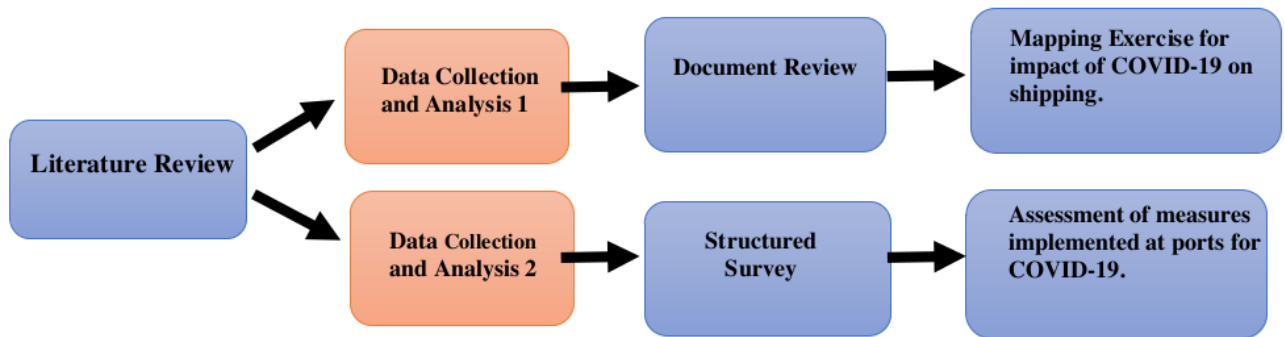 Literature Review
Data Collection
and Analysis 1
Document Review
Mapping Exercise for
impact of COVID-19 on
shipping.
Data Collection
and Analysis 2
Structured
Survey
Assessment of measures
implemented at ports for
COVID-19.